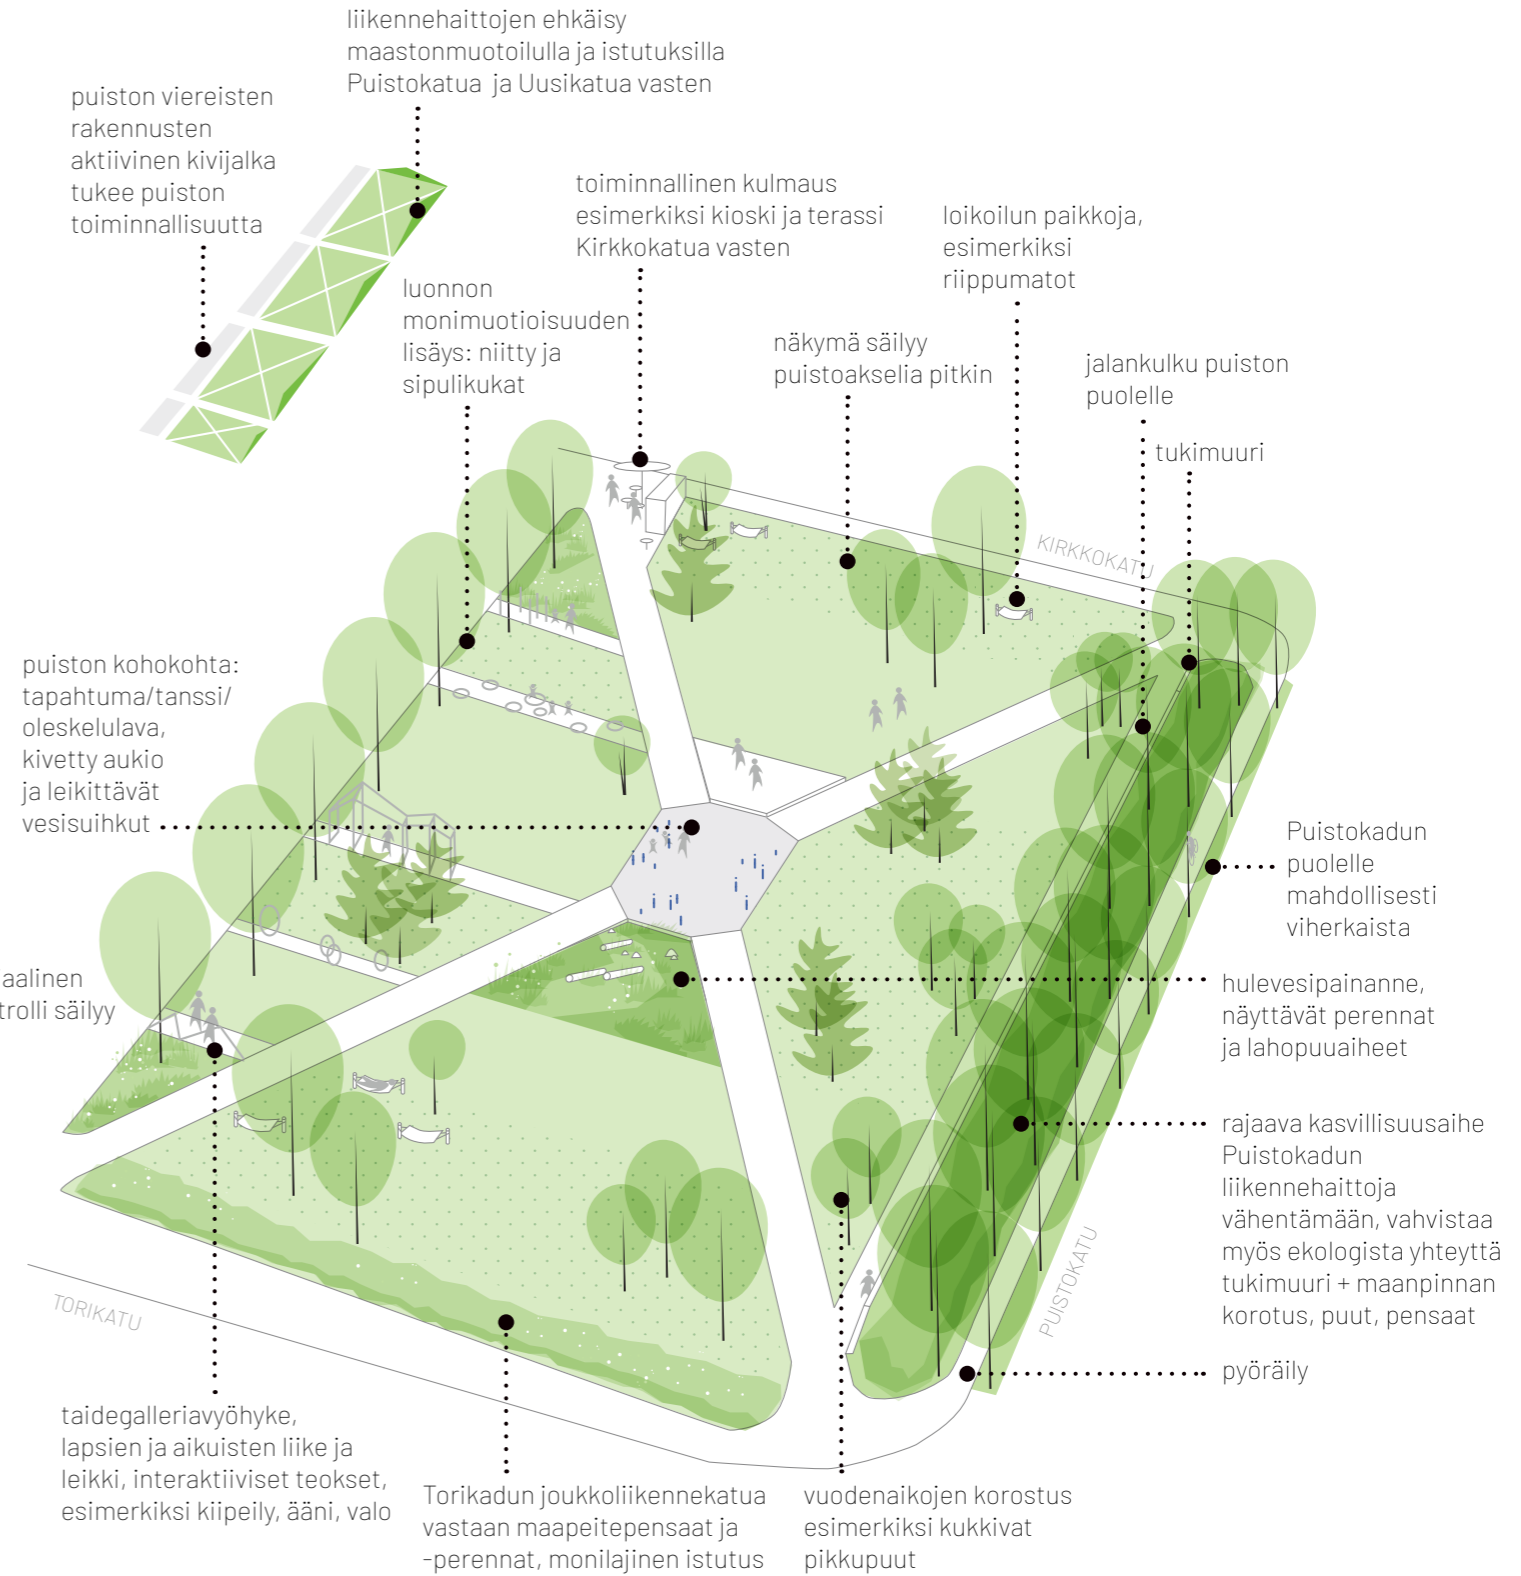 liikennehaittojen ehkäisy
maastonmuotoilulla ja istutuksilla
Puistokatua ja Uusikatua vasten
puiston viereisten
rakennusten
aktiivinen kivijalka
tukee puiston
toiminnallisuutta
toiminnallinen kulmaus
esimerkiksi kioski ja terassi
Kirkkokatua vasten
loikoilun paikkoja,
esimerkiksi
riippumatot
luonnon
monimuotioisuuden
lisäys: niitty ja
sipulikukat
näkymä säilyy
puistoakselia pitkin
jalankulku puiston
puolelle
tukimuuri
KIRKKOKATU
puiston kohokohta:
tapahtuma/tanssi/
oleskelulava,
kivetty aukio
ja leikittävät
vesisuihkut
Puistokadun
puolelle
mahdollisesti
viherkaista
aalinen
trolli säilyy
hulevesipainanne,
näyttävät perennat
ja lahopuuaiheet
rajaava kasvillisuusaihe
Puistokadun
liikennehaittoja
vähentämään, vahvistaa
myös ekologista yhteyttä
tukimuuri + maanpinnan
korotus, puut, pensaat
PUISTOKATU
TORIKATU
pyöräily
taidegalleriavyöhyke,
lapsien ja aikuisten liike ja
leikki, interaktiiviset teokset,
esimerkiksi kiipeily, ääni, valo
Torikadun joukkoliikennekatua
vastaan maapeitepensaat ja
-perennat, monilajinen istutus
vuodenaikojen korostus
esimerkiksi kukkivat
pikkupuut